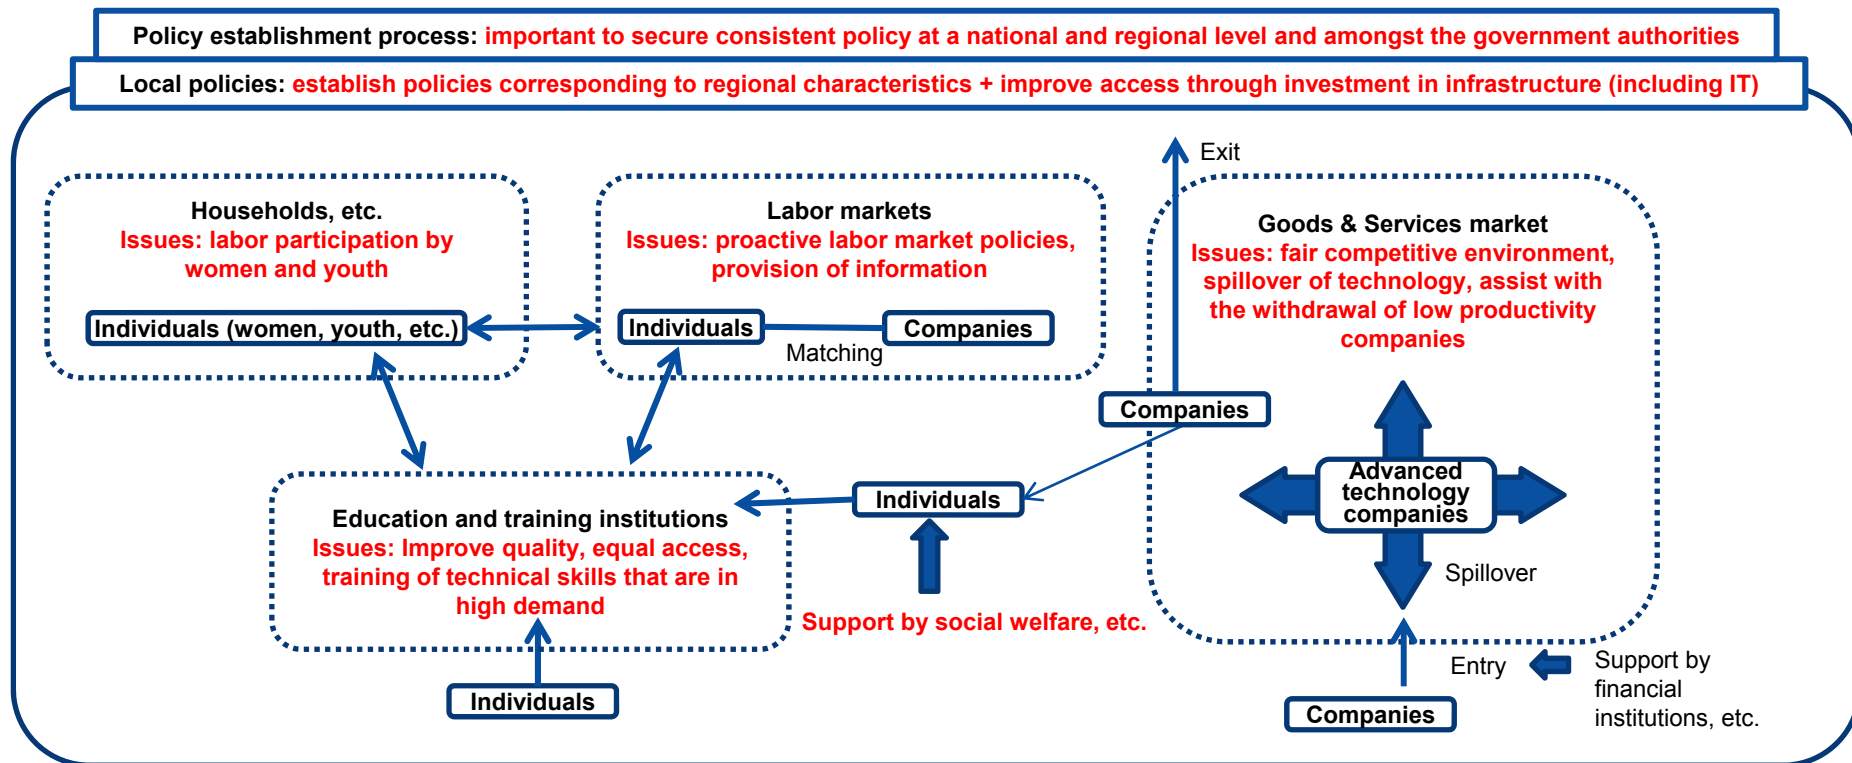 Policy establishment process: important to secure consistent policy at a national and regional level and amongst the government authorities
Local policies: establish policies corresponding to regional characteristics + improve access through investment in infrastructure (including IT)
Exit
Households, etc.
Issues: labor participation by
women and youth
Individuals (women, youth, etc.)
Labor markets
Issues: proactive labor market policies,
provision of information
Individuals
Companies
Matching
Goods & Services market
Issues: fair competitive environment,
spillover of technology, assist with
the withdrawal of low productivity
companies
Companies
Advanced
technology
companies
Spillover
Individuals
Education and training institutions
Issues: Improve quality, equal access,
training of technical skills that are in
high demand
Support by social welfare, etc.
Individuals
Entry
Support by
financial
institutions, etc.
Companies